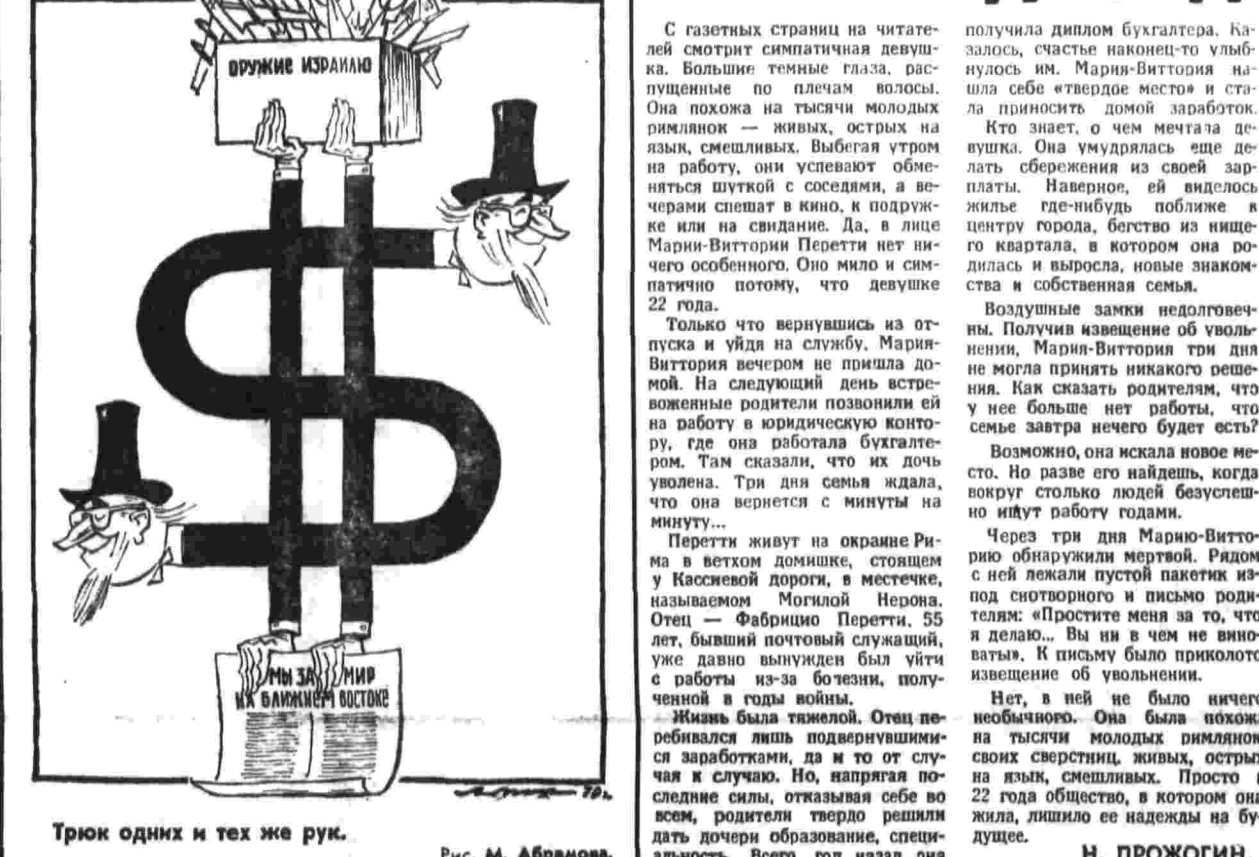 ОРУЖИЕ ИЗРАИЛЮ
МЫ ЗА МИР
НА БЛИЖНЕМ ВОСТОКЕ
70 г.
Трюк одних и тех же рук.
Рис. М. Абрамова.
С газетных страниц на читате-
лей смотрит симпатичная девуш-
ка. Большие темные глаза, рас-
пущенные по плечам волосы.
Она похожа на тысячи молодых
римлянок — живых, острых на
язык, смешливых. Выбегая утром
на работу, они успевают обме-
няться шуткой с соседями, а ве-
черами спешат в кино, к подруж-
ке или на свидание. Да, в лице
Марии-Виттории Перетти нет ни-
чего особенного. Оно мило и сим-
патично потому, что девушке
22 года.
Только что вернувшись из от-
пуска и уйдя на службу, Мария-
Виттория вечером не пришла до-
мой. На следующий день встре-
воженные родители позвонили ей
на работу в юридическую конто-
ру, где она работала бухгалте-
ром. Там сказали, что их дочь
уволена. Три дня семья ждала,
что она вернется с минуты на
минуту...
Перетти живут на окраине Ри-
ма в ветхом домишке, стоящем
у Кассиевой дороги, в местечке,
называемом Могилой Нерона.
Отец — Фабрицио Перетти, 55
лет, бывший почтовый служащий,
уже давно вынужден был уйти
с работы из-за болезни, полу-
ченной в годы войны.
Жизнь была тяжелой. Отец пе-
ребивался лишь подвернувшими-
ся заработками, да и то от слу-
чая к случаю. Но, напрягая по-
следние силы, отказывая себе во
всем, родители твердо решили
дать дочери образование, специ-
альность. Всего год назад она
получила диплом бухгалтера. Ка-
залось, счастье наконец-то улыб-
нулось им. Мария-Виттория на-
шла себе «твердое место» и ста-
ла приносить домой заработок.
Кто знает, о чем мечтала де-
вушка. Она умудрялась еще де-
лать сбережения из своей зар-
платы. Наверное, ей виделось
жилье где-нибудь поближе к
центру города, бегство из нище-
го квартала, в котором она ро-
дилась и выросла, новые знаком-
ства и собственная семья.
Воздушные замки недолговеч-
ны. Получив извещение об уволь-
нении, Мария-Виттория три дня
не могла принять никакого реше-
ния. Как сказать родителям, что
у нее больше нет работы, что
семье завтра нечего будет есть?
Возможно, она искала новое ме-
сто. Но разве его найдешь, когда
вокруг столько людей безуспеш-
но ищут работу годами.
Через три дня Марию-Витто-
рию обнаружили мертвой. Рядом
с ней лежали пустой пакетик из-
под снотворного и письмо роди-
телям: «Простите меня за то, что
я делаю... Вы ни в чем не вино-
ваты». К письму было приколото
извещение об увольнении.
Нет, в ней не было ничего
необычного. Она была похожа
на тысячи молодых римлянок
своих сверстниц, живых, острых
на язык, смешливых. Просто в
22 года общество, в котором она
жила, лишило ее надежды на бу-
дущее.
Н. ПРОЖОГИН